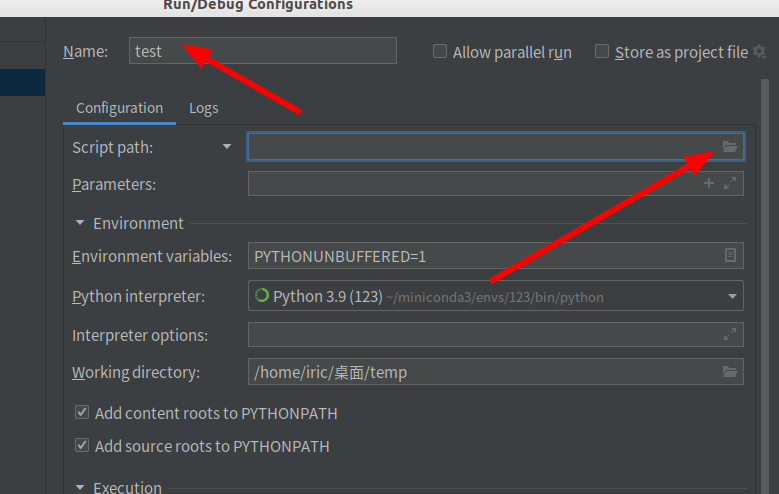 Run/Debug Configurations
Name: test Allow parallel run Store as project file
Configuration Logs
Script path:
Parameters:
Environment
Environment variables: PYTHONUNBUFFERED=1
Python interpreter: Python 3.9 (123) ~/miniconda3/envs/123/bin/python
Interpreter options:
Working directory: /home/iric/桌面/temp
Add content roots to PYTHONPATH
Add source roots to PYTHONPATH
Execution